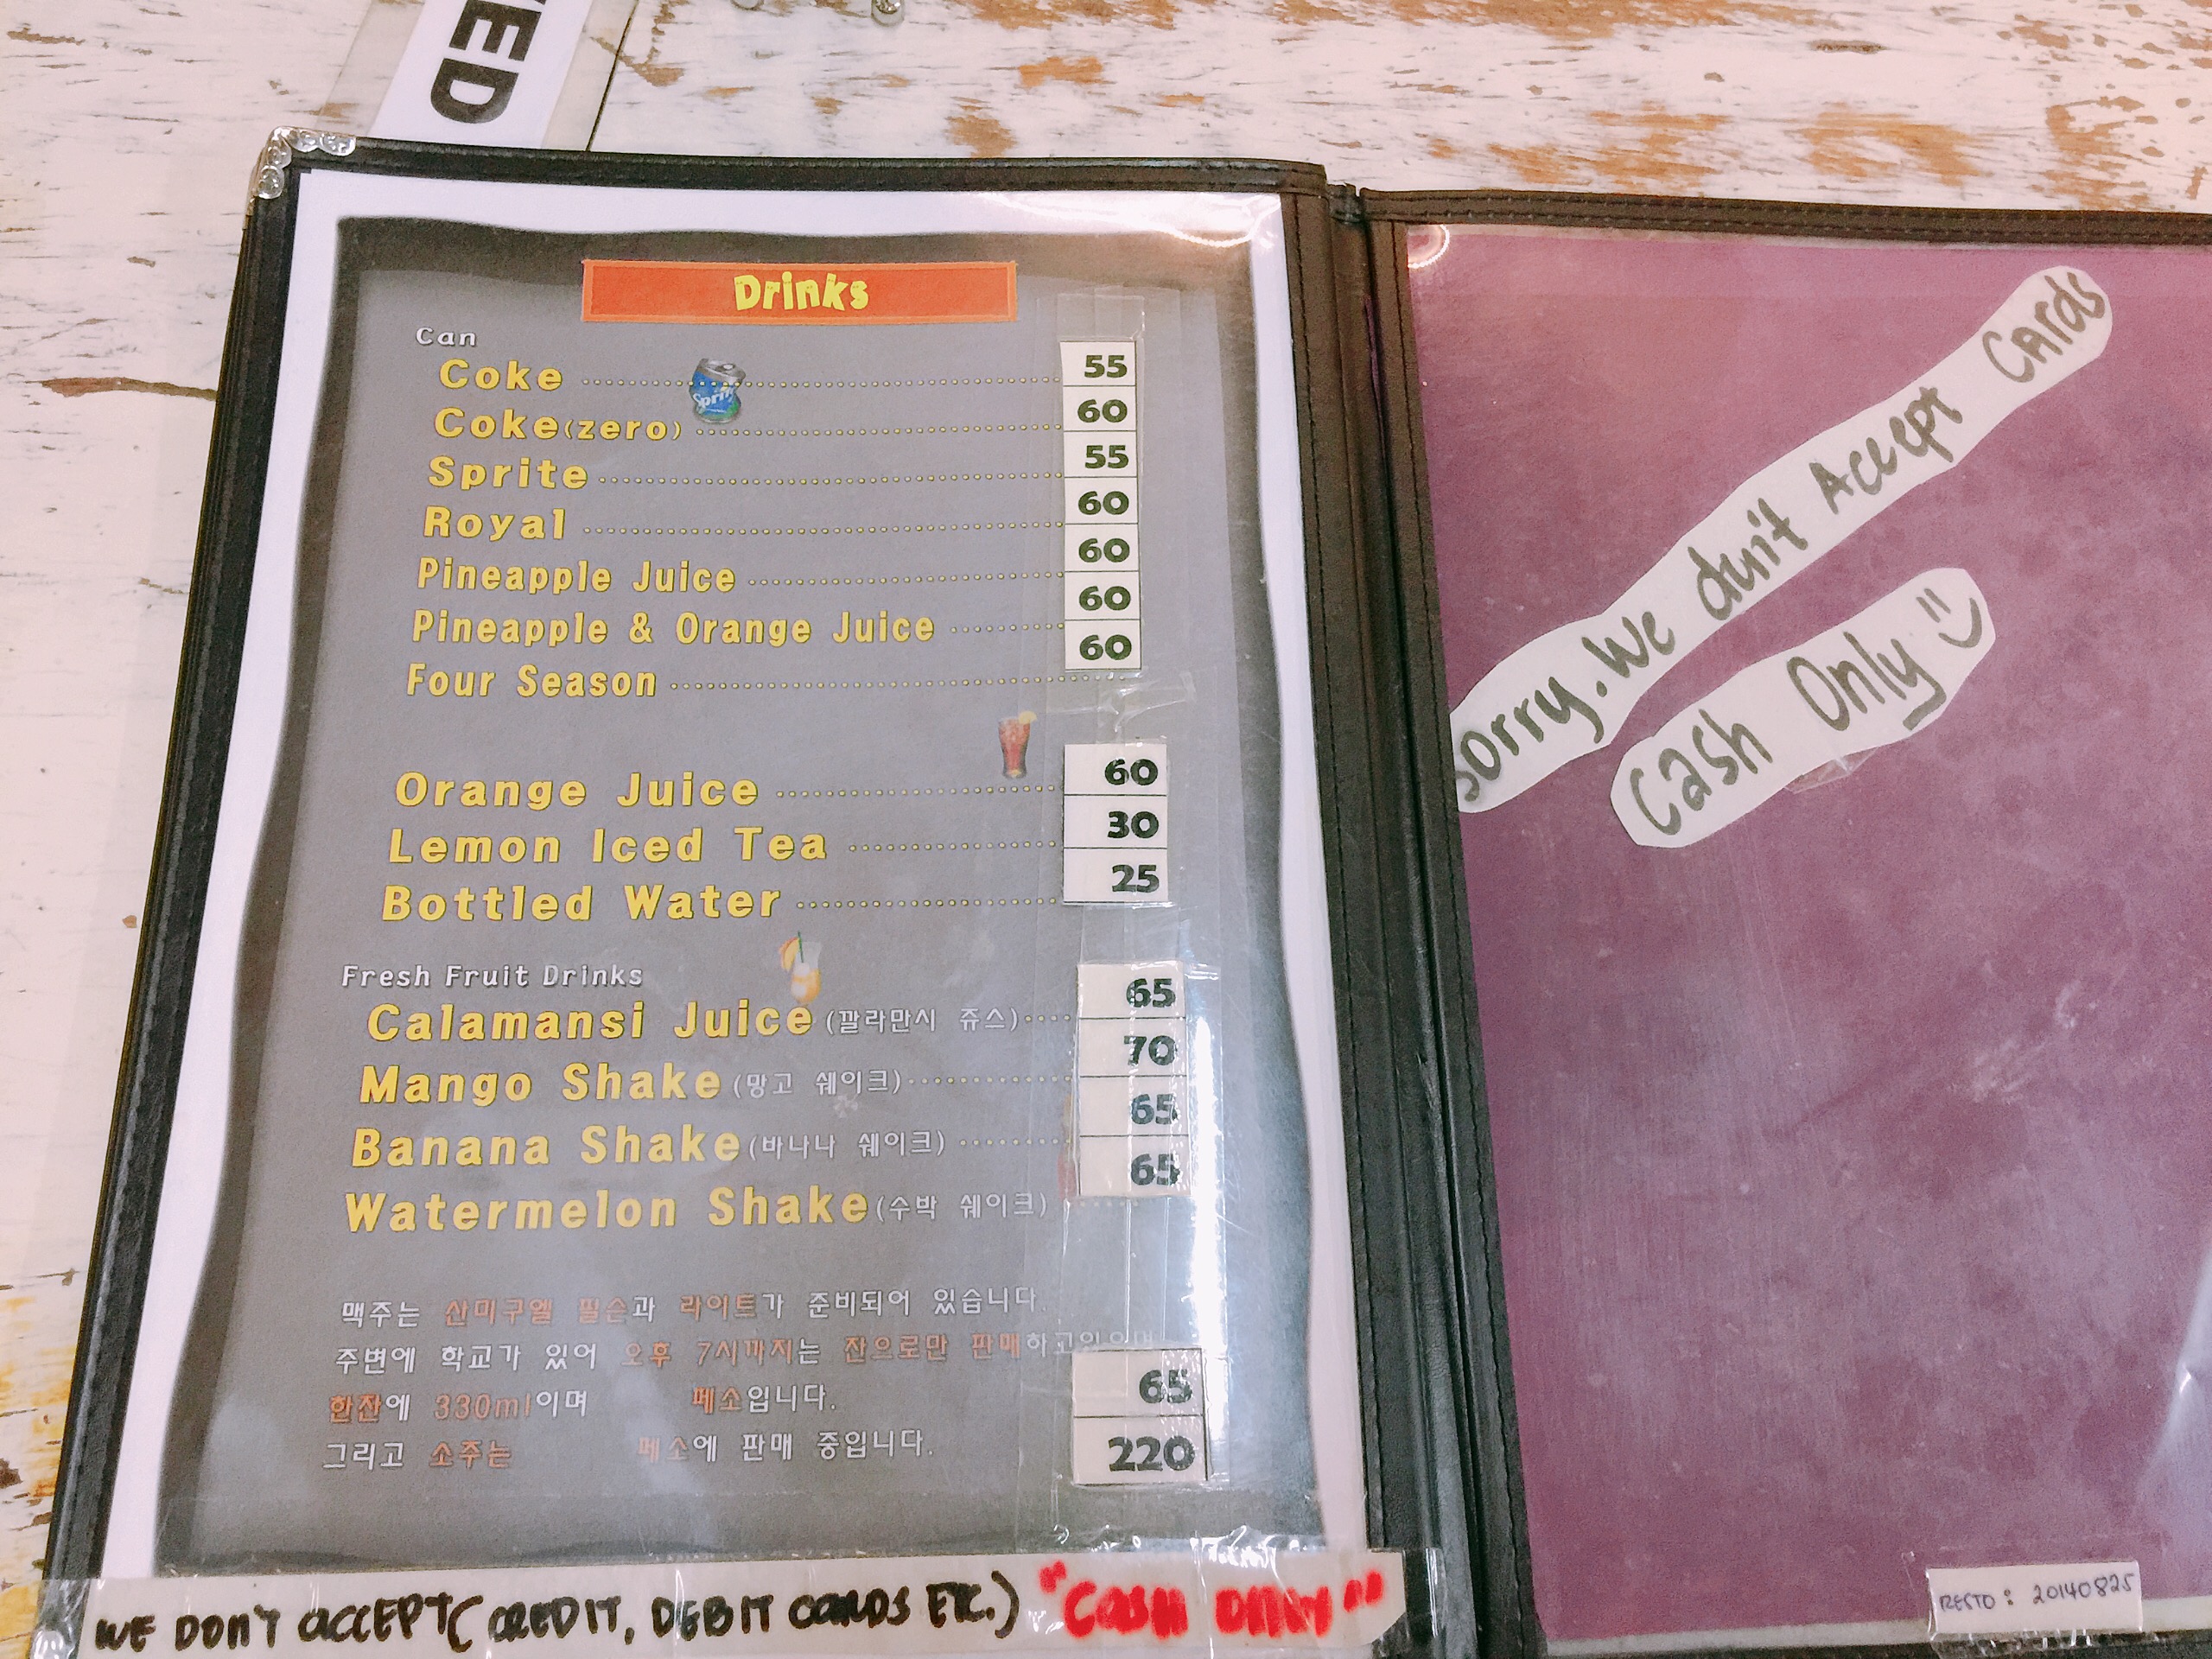 ED
Drinks
Can
Coke 55
Coke(zero) 60
Sprite 55
Royal 60
Pineapple Juice 60
Pineapple & Orange Juice 60
Four Season 60
Orange Juice 60
Lemon Iced Tea 30
Bottled Water 25
Fresh Fruit Drinks
Calamansi Juice (깔라만시 쥬스) 65
Mango Shake (망고 쉐이크) 70
Banana Shake (바나나 쉐이크) 65
Watermelon Shake (수박 쉐이크) 65
맥주는 산미구엘 필슨과 라이트가 준비되어 있습니다.
주변에 학교가 있어 오후 7시까지는 잔으로만 판매하고있으며
한잔에 330ml이며 페소입니다. 65
그리고 소주는 페소에 판매 중입니다. 220
WE DON'T ACCEPT( CREDIT, DEBIT CARDS ETC.) "CASH ONLY"
Sorry. We don't Accept Cards
Cash Only
RESTO: 20140825
Sprite